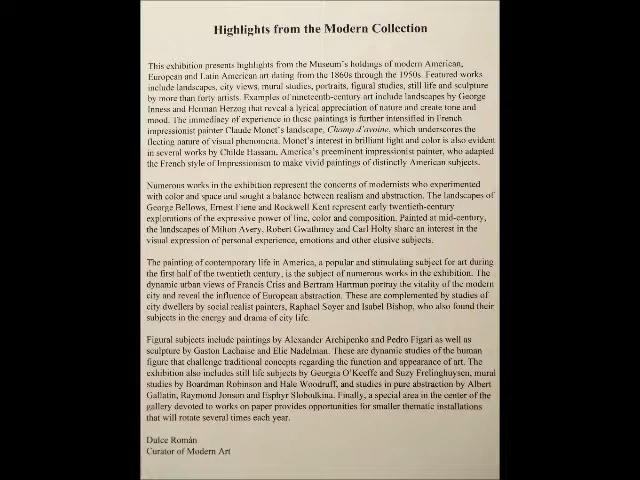 Highlights from the Modern Collection
This exhibition presents highlights from the Museum's holdings of modern American,
European and Latin American art dating from the 1860s through the 1950s. Featured works
include landscapes, city views, mural studies, portraits, figural studies, still life and sculpture
by more than forty artists. Examples of nineteenth-century art include landscapes by George
Inness and Herman Herzog that reveal a lyrical appreciation of nature and create tone and
mood. The immediacy of experience in these paintings is further intensified in French
impressionist painter Claude Monet's landscape, Champ d'avoine, which underscores the
fleeting nature of visual phenomena. Monet's interest in brilliant light and color is also evident
in several works by Childe Hassam, America's preeminent impressionist painter, who adapted
the French style of Impressionism to make vivid paintings of distinctly American subjects.
Numerous works in the exhibition represent the concerns of modernists who experimented
with color and space and sought a balance between realism and abstraction. The landscapes of
George Bellows, Ernest Fiene and Rockwell Kent represent early twentieth-century
explorations of the expressive power of line, color and composition. Painted at mid-century,
the landscapes of Milton Avery, Robert Gwathmey and Carl Holty share an interest in the
visual expression of personal experience, emotions and other elusive subjects.
The painting of contemporary life in America, a popular and stimulating subject for art during
the first half of the twentieth century, is the subject of numerous works in the exhibition. The
dynamic urban views of Francis Criss and Bertram Hartman portray the vitality of the modern
city and reveal the influence of European abstraction. These are complemented by studies of
city dwellers by social realist painters, Raphael Soyer and Isabel Bishop, who also found their
subjects in the energy and drama of city life.
Figural subjects include paintings by Alexander Archipenko and Pedro Figari as well as
sculpture by Gaston Lachaise and Elie Nadelman. These are dynamic studies of the human
figure that challenge traditional concepts regarding the function and appearance of art. The
exhibition also includes still life subjects by Georgia O'Keeffe and Suzy Frelinghuysen, mural
studies by Boardman Robinson and Hale Woodruff, and studies in pure abstraction by Albert
Gallatin, Raymond Jonson and Esphyr Slobodkina. Finally, a special area in the center of the
gallery devoted to works on paper provides opportunities for smaller thematic installations
that will rotate several times each year.
Dulce Román
Curator of Modern Art